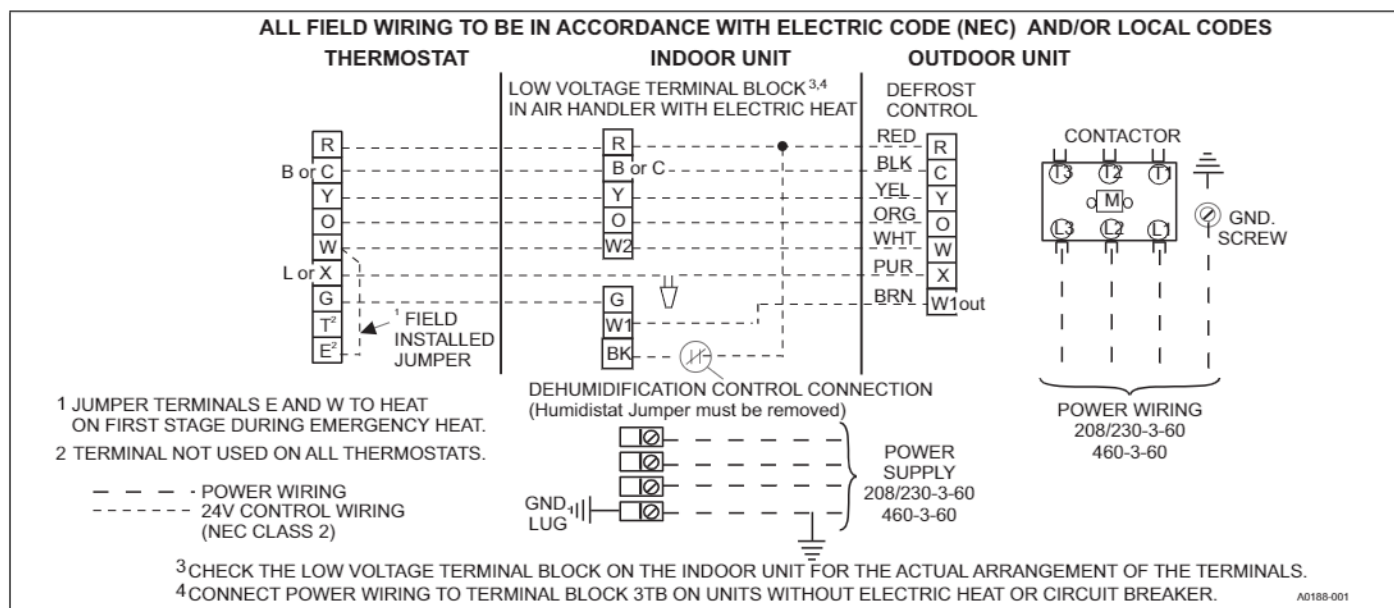 ALL FIELD WIRING TO BE IN ACCORDANCE WITH ELECTRIC CODE (NEC) AND/OR LOCAL CODES
THERMOSTAT
INDOOR UNIT
OUTDOOR UNIT
LOW VOLTAGE TERMINAL BLOCK 3,4
IN AIR HANDLER WITH ELECTRIC HEAT
DEFROST
CONTROL
R
B or C
Y
O
W
L or X
G
T2
E2
1 FIELD
INSTALLED
JUMPER
R
B or C
Y
O
W2
G
W1
BK
RED
BLK
YEL
ORG
WHT
PUR
BRN
R
C
Y
O
W
X
W1out
CONTACTOR
T3 T2 T1
M
L3 L2 L1
GND.
SCREW
POWER WIRING
208/230-3-60
460-3-60
DEHUMIDIFICATION CONTROL CONNECTION
(Humidistat Jumper must be removed)
1 JUMPER TERMINALS E AND W TO HEAT
ON FIRST STAGE DURING EMERGENCY HEAT.
2 TERMINAL NOT USED ON ALL THERMOSTATS.
POWER WIRING
24V CONTROL WIRING
(NEC CLASS 2)
GND.
LUG
POWER
SUPPLY
208/230-3-60
460-3-60
3 CHECK THE LOW VOLTAGE TERMINAL BLOCK ON THE INDOOR UNIT FOR THE ACTUAL ARRANGEMENT OF THE TERMINALS.
4 CONNECT POWER WIRING TO TERMINAL BLOCK 3TB ON UNITS WITHOUT ELECTRIC HEAT OR CIRCUIT BREAKER.
A0188-001